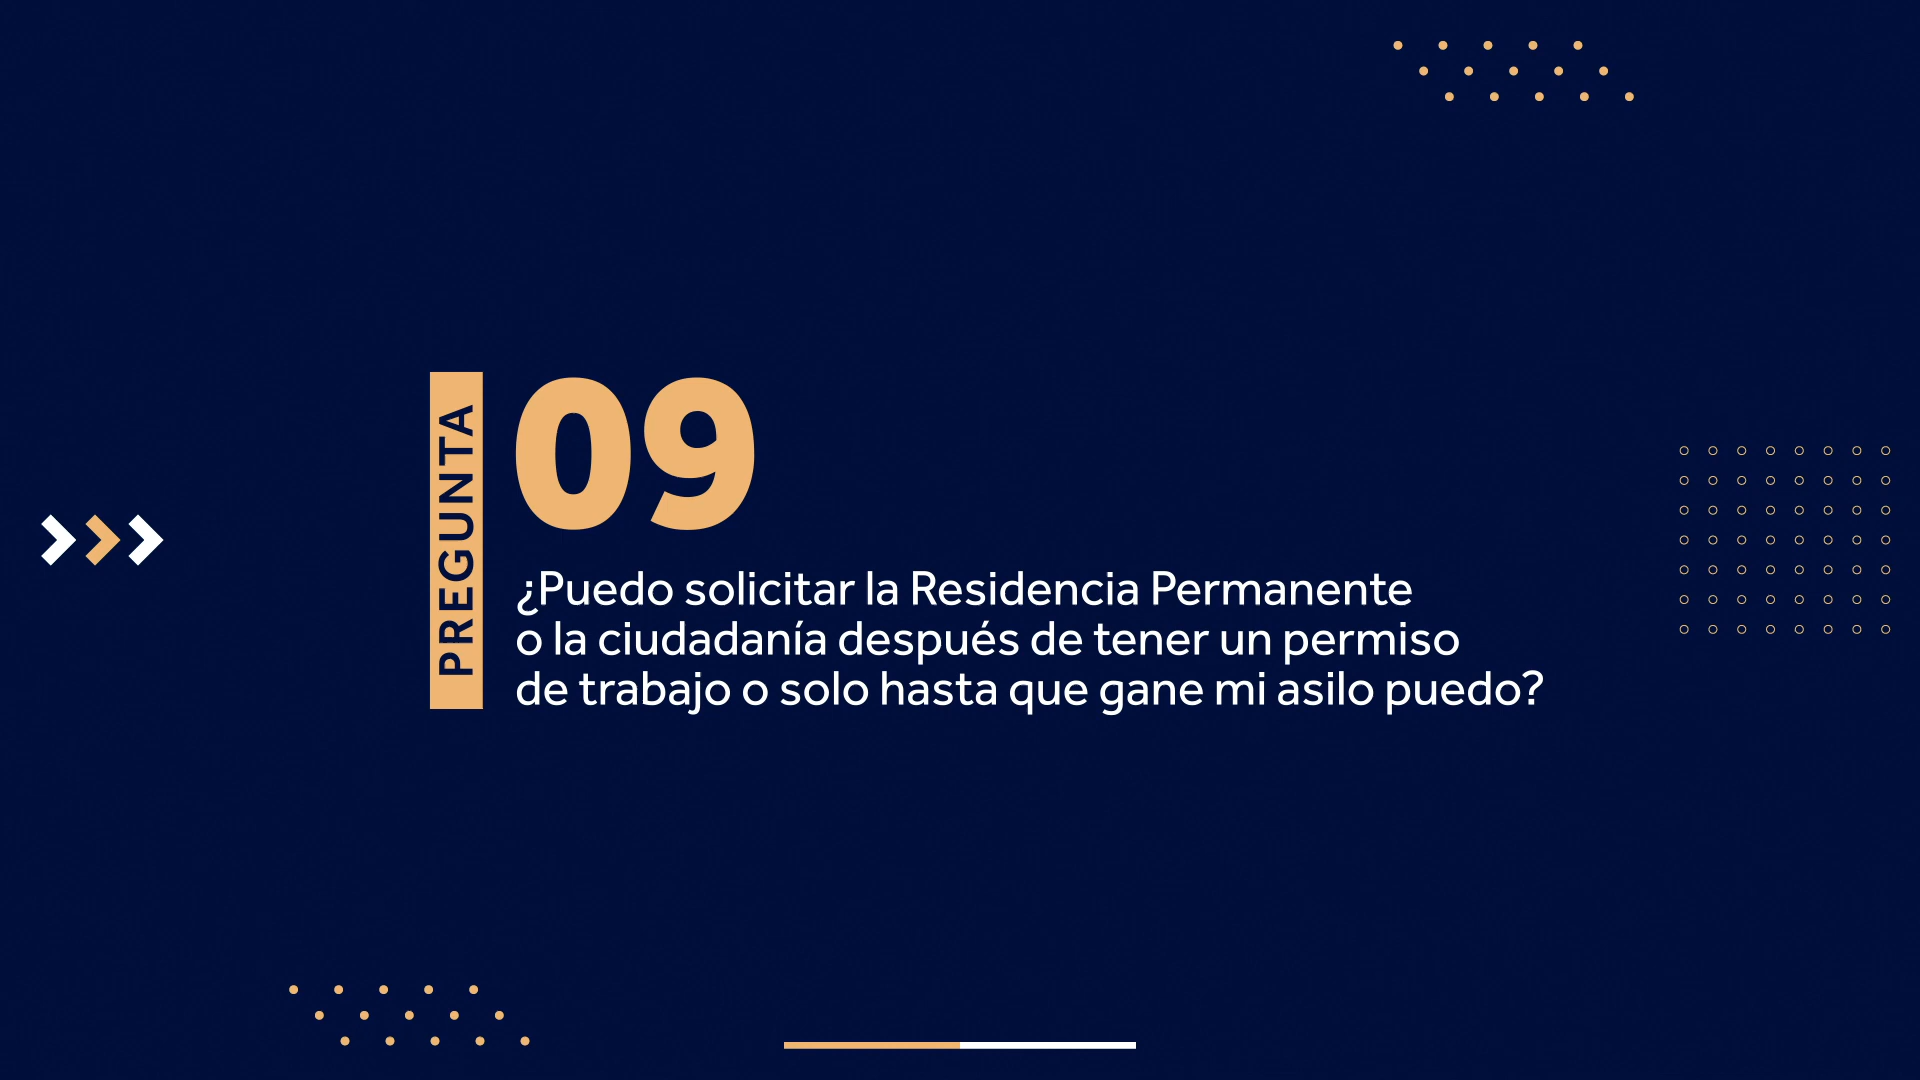 PREGUNTA
09
¿Puedo solicitar la Residencia Permanente
o la ciudadanía después de tener un permiso
de trabajo o solo hasta que gane mi asilo puedo?